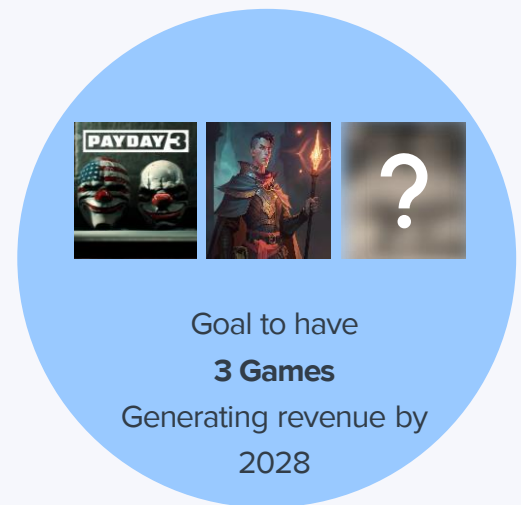 PAYDAY 3
?
Goal to have
3 Games
Generating revenue by
2028